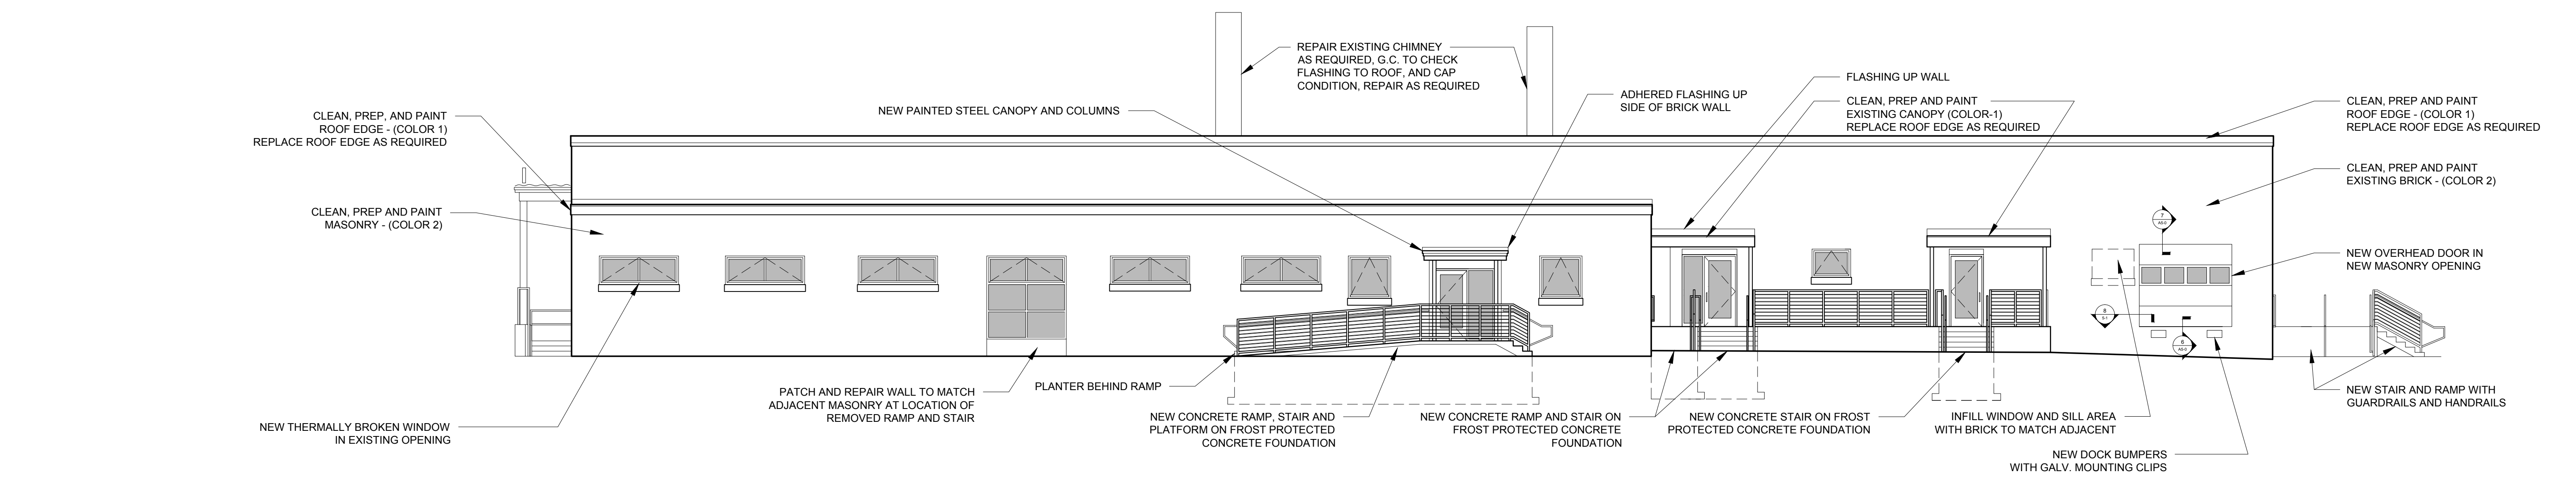 REPAIR EXISTING CHIMNEY
AS REQUIRED, G.C. TO CHECK
FLASHING TO ROOF, AND CAP
CONDITION, REPAIR AS REQUIRED
FLASHING UP WALL
ADHERED FLASHING UP
SIDE OF BRICK WALL
CLEAN, PREP AND PAINT
EXISTING CANOPY (COLOR-1)
REPLACE ROOF EDGE AS REQUIRED
CLEAN, PREP AND PAINT
ROOF EDGE - (COLOR 1)
REPLACE ROOF EDGE AS REQUIRED
NEW PAINTED STEEL CANOPY AND COLUMNS
CLEAN, PREP, AND PAINT
ROOF EDGE - (COLOR 1)
REPLACE ROOF EDGE AS REQUIRED
CLEAN, PREP AND PAINT
EXISTING BRICK - (COLOR 2)
CLEAN, PREP AND PAINT
MASONRY - (COLOR 2)
7
A5-0
NEW OVERHEAD DOOR IN
NEW MASONRY OPENING
8
S-1
6
A5-0
PATCH AND REPAIR WALL TO MATCH
ADJACENT MASONRY AT LOCATION OF
REMOVED RAMP AND STAIR
PLANTER BEHIND RAMP
NEW STAIR AND RAMP WITH
GUARDRAILS AND HANDRAILS
NEW THERMALLY BROKEN WINDOW
IN EXISTING OPENING
NEW CONCRETE RAMP, STAIR AND
PLATFORM ON FROST PROTECTED
CONCRETE FOUNDATION
NEW CONCRETE RAMP AND STAIR ON
FROST PROTECTED CONCRETE
FOUNDATION
NEW CONCRETE STAIR ON FROST
PROTECTED CONCRETE FOUNDATION
INFILL WINDOW AND SILL AREA
WITH BRICK TO MATCH ADJACENT
NEW DOCK BUMPERS
WITH GALV. MOUNTING CLIPS